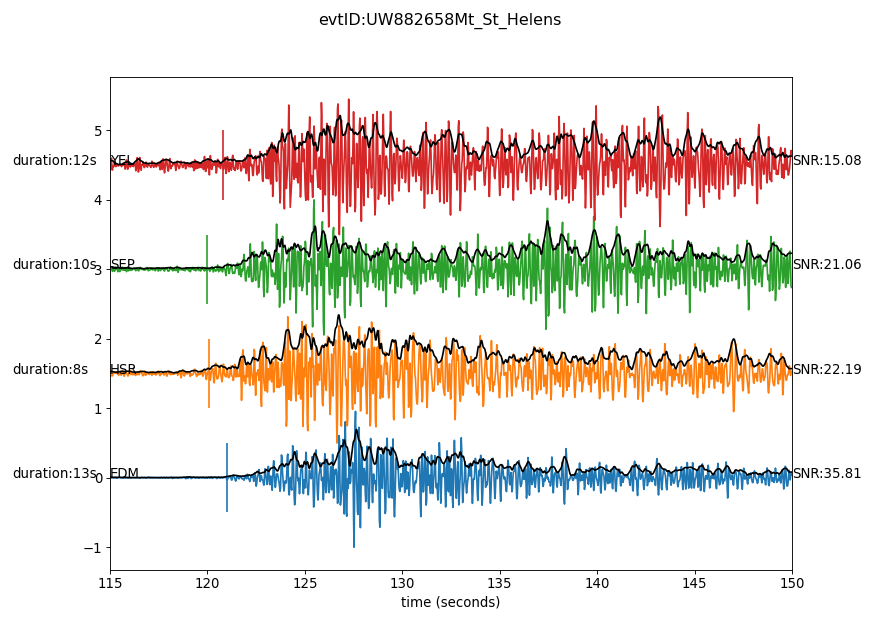 evtID:UW882658Mt_St_Helens
5
duration:12s YEL SNR:15.08
4
duration:10s SEP SNR:21.06
3
2
duration:8s HSR SNR:22.19
1
duration:13s EDM SNR:35.81
0
−1
115 120 125 130 135 140 145 150
time (seconds)